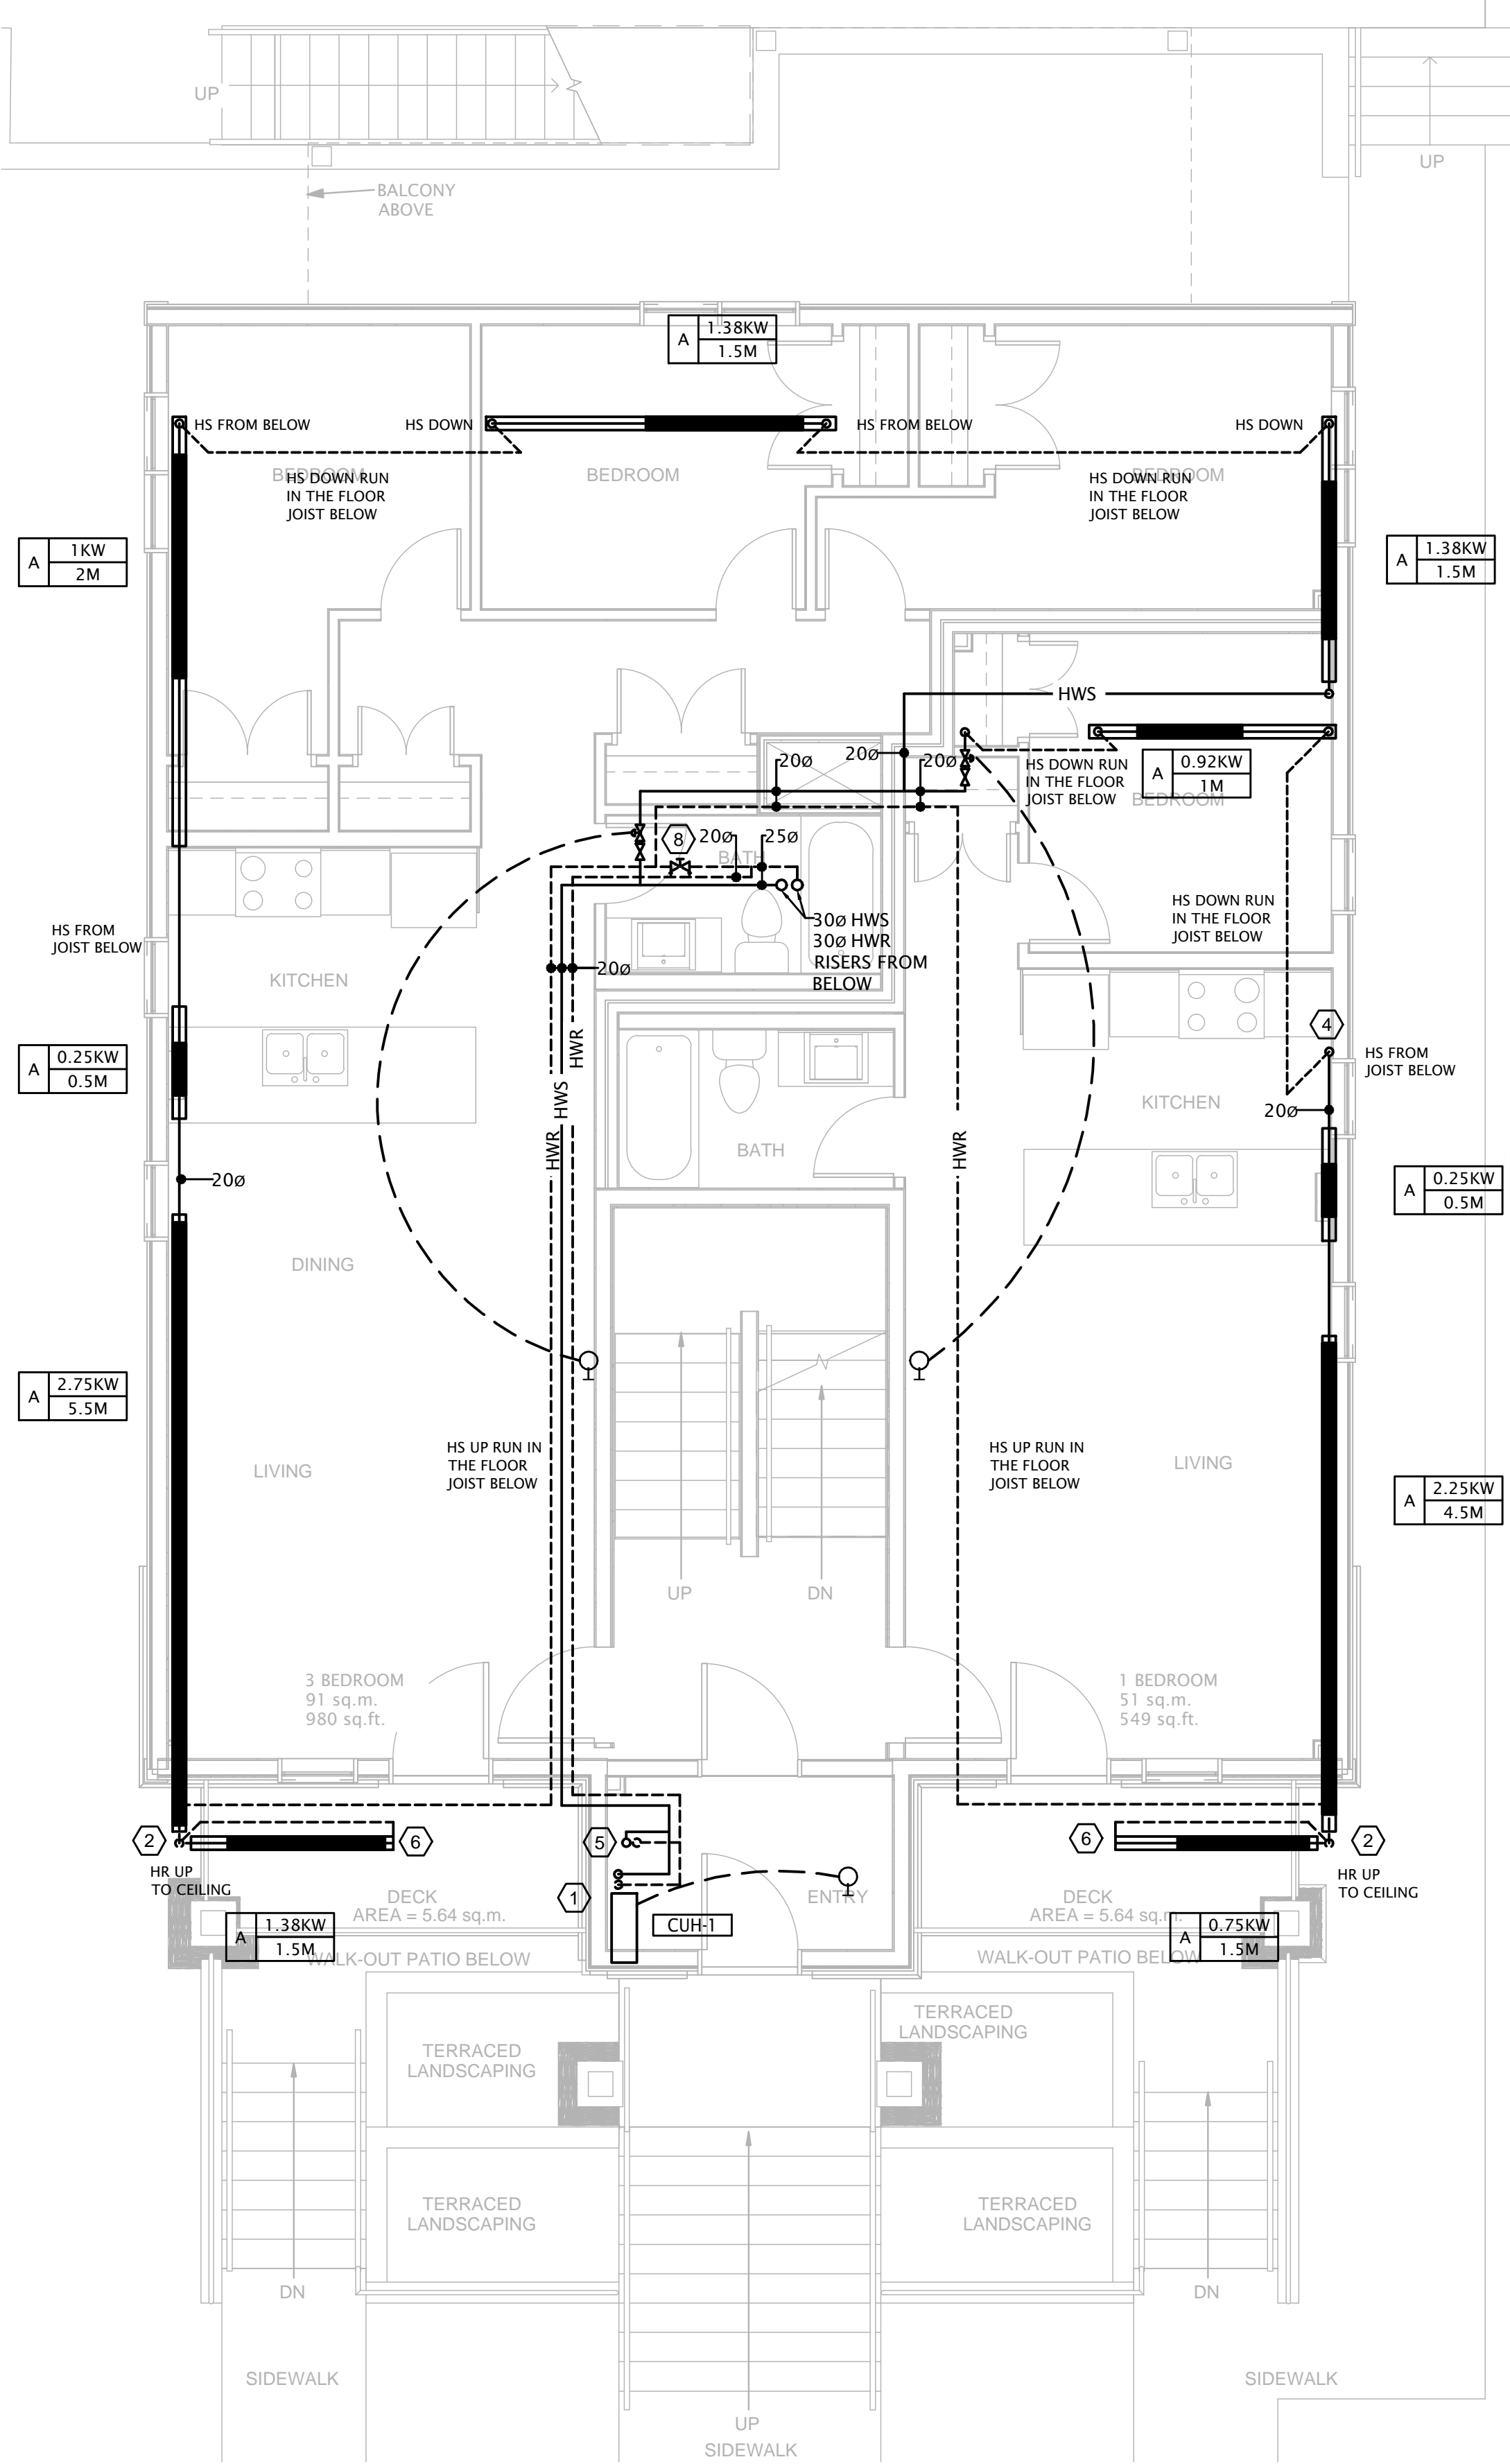 UP
UP
BALCONY
ABOVE
A
1.38KW
1.5M
HS FROM BELOW
HS DOWN
HS FROM BELOW
HS DOWN
BEDROOM
HS DOWN RUN
IN THE FLOOR
JOIST BELOW
BEDROOM
BEDROOM
HS DOWN RUN
IN THE FLOOR
JOIST BELOW
A
1KW
2M
A
1.38KW
1.5M
HWS
20ø
20ø
20ø
HS DOWN RUN
IN THE FLOOR
JOIST BELOW
A
0.92KW
1M
BEDROOM
8
20ø
25ø
BATH
HS DOWN RUN
IN THE FLOOR
JOIST BELOW
30ø HWS
30ø HWR
RISERS FROM
BELOW
HS FROM
JOIST BELOW
20ø
KITCHEN
4
HS FROM
JOIST BELOW
HWR
HWS
HWR
HWR
A
0.25KW
0.5M
KITCHEN
20ø
BATH
20ø
A
0.25KW
0.5M
DINING
A
2.75KW
5.5M
HS UP RUN IN
THE FLOOR
JOIST BELOW
HS UP RUN IN
THE FLOOR
JOIST BELOW
LIVING
LIVING
A
2.25KW
4.5M
UP
DN
3 BEDROOM
91 sq.m.
980 sq.ft.
1 BEDROOM
51 sq.m.
549 sq.ft.
2
6
5
6
2
HR UP
TO CEILING
HR UP
TO CEILING
1
DECK
AREA = 5.64 sq.m.
ENTRY
DECK
AREA = 5.64 sq.m.
CUH-1
A
1.38KW
1.5M
A
0.75KW
1.5M
WALK-OUT PATIO BELOW
WALK-OUT PATIO BELOW
TERRACED
LANDSCAPING
TERRACED
LANDSCAPING
TERRACED
LANDSCAPING
TERRACED
LANDSCAPING
DN
DN
SIDEWALK
SIDEWALK
UP
SIDEWALK